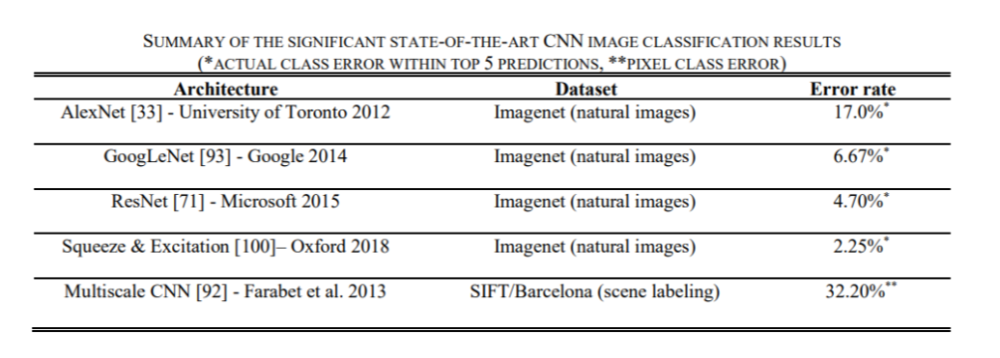 SUMMARY OF THE SIGNIFICANT STATE-OF-THE-ART CNN IMAGE CLASSIFICATION RESULTS
(*ACTUAL CLASS ERROR WITHIN TOP 5 PREDICTIONS, **PIXEL CLASS ERROR)
Architecture Dataset Error rate
AlexNet [33] - University of Toronto 2012 Imagenet (natural images) 17.0%*
GoogLeNet [93] - Google 2014 Imagenet (natural images) 6.67%*
ResNet [71] - Microsoft 2015 Imagenet (natural images) 4.70%*
Squeeze & Excitation [100]– Oxford 2018 Imagenet (natural images) 2.25%*
Multiscale CNN [92] - Farabet et al. 2013 SIFT/Barcelona (scene labeling) 32.20%**